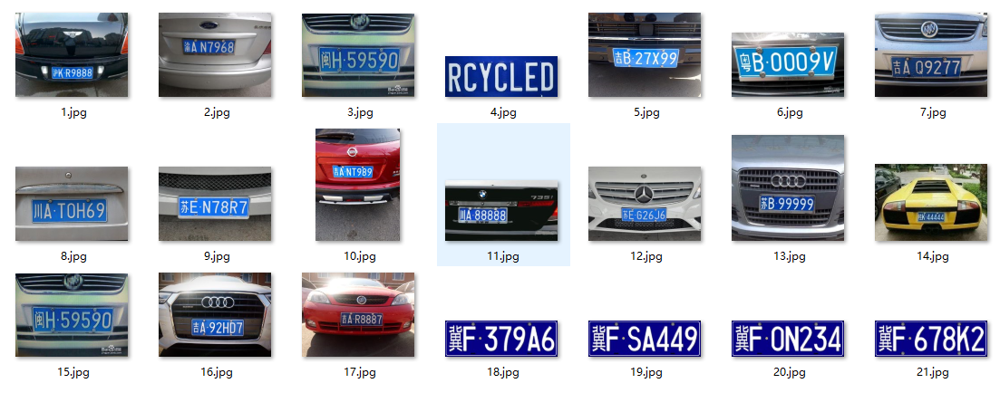 沪K R9888
渝A N7968
闽H·59590
RCYCLED
吉B·27X99
粤B·0009V
吉A Q9277
1.jpg
2.jpg
3.jpg
4.jpg
5.jpg
6.jpg
7.jpg
川A·T0H69
苏E·N78R7
吉A·NT989
735i
川A·88888
苏E G26J6
苏B·99999
44444
8.jpg
9.jpg
10.jpg
11.jpg
12.jpg
13.jpg
14.jpg
闽H·59590
吉A·92HD7
吉A R8887
冀F·379A6
冀F·SA449
冀F·0N234
冀F·678K2
15.jpg
16.jpg
17.jpg
18.jpg
19.jpg
20.jpg
21.jpg